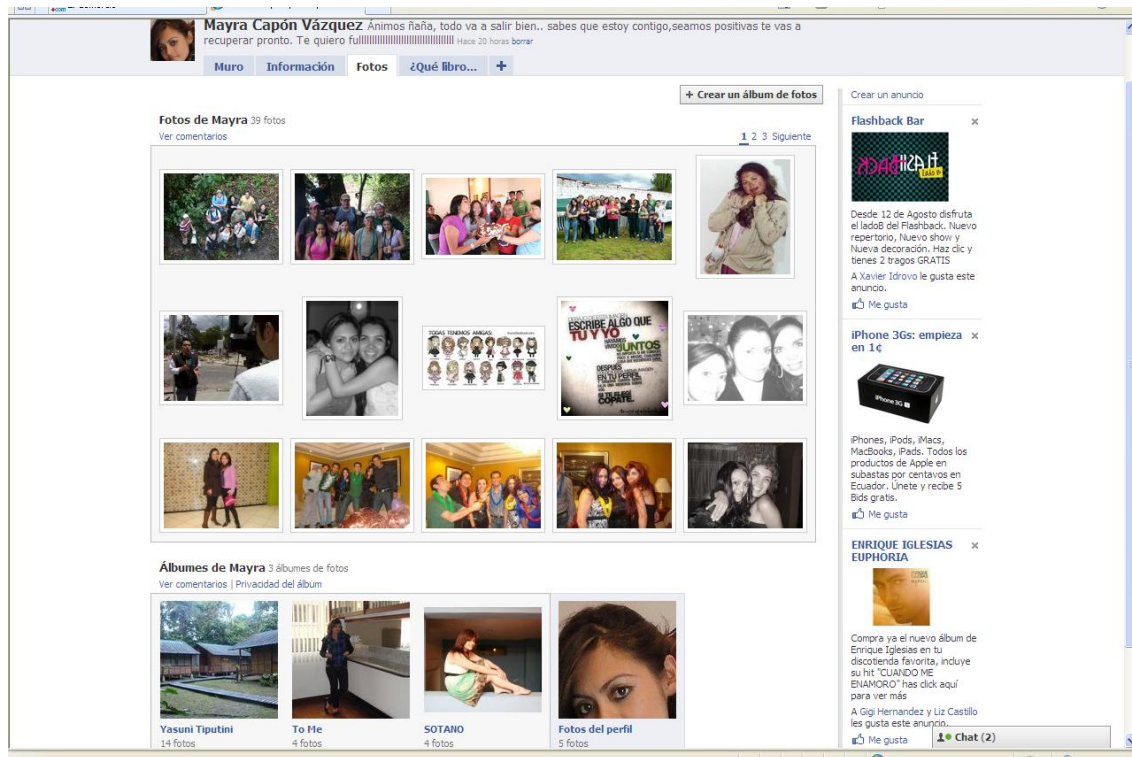 Mayra Capón Vázquez Ánimos ñaña, todo va a salir bien.. sabes que estoy contigo,seamos positivas te vas a
recuperar pronto. Te quiero fullllllllllllllllllllllllllllllllllllll Hace 20 horas borrar
Muro Información Fotos ¿Qué libro... +
+ Crear un álbum de fotos
Fotos de Mayra 39 fotos
Ver comentarios
1 2 3 Siguiente
TODAS TENEMOS AMIGAS:
ESCRIBE ALGO QUE
TU Y YO
HAYAMOS
VIVIDO JUNTOS
DESPUES
EN TU PERFIL
COPATE.
Álbumes de Mayra 3 álbumes de fotos
Ver comentarios | Privacidad del álbum
Yasuni Tiputini
14 fotos
To Me
4 fotos
SOTANO
4 fotos
Fotos del perfil
5 fotos
Crear un anuncio
Flashback Bar ×
FLASHBACK
lado B
Desde 12 de Agosto disfruta
el ladoB del Flashback. Nuevo
repertorio, Nuevo show y
Nueva decoración. Haz clic y
tienes 2 tragos GRATIS
A Xavier Idrovo le gusta este
anuncio.
Me gusta
iPhone 3Gs: empieza ×
en 1¢
iPhone 3G S
iPhones, iPods, iMacs,
MacBooks, iPads. Todos los
productos de Apple en
subastas por centavos en
Ecuador. Únete y recibe 5
Bids gratis.
Me gusta
ENRIQUE IGLESIAS ×
EUPHORIA
Compra ya el nuevo álbum de
Enrique Iglesias en tu
discotienda favorita, incluye
su hit "CUANDO ME
ENAMORO" has click aquí
para ver más
A Gigi Hernandez y Liz Castillo
les gusta este anuncio.
Me gusta
Chat (2)